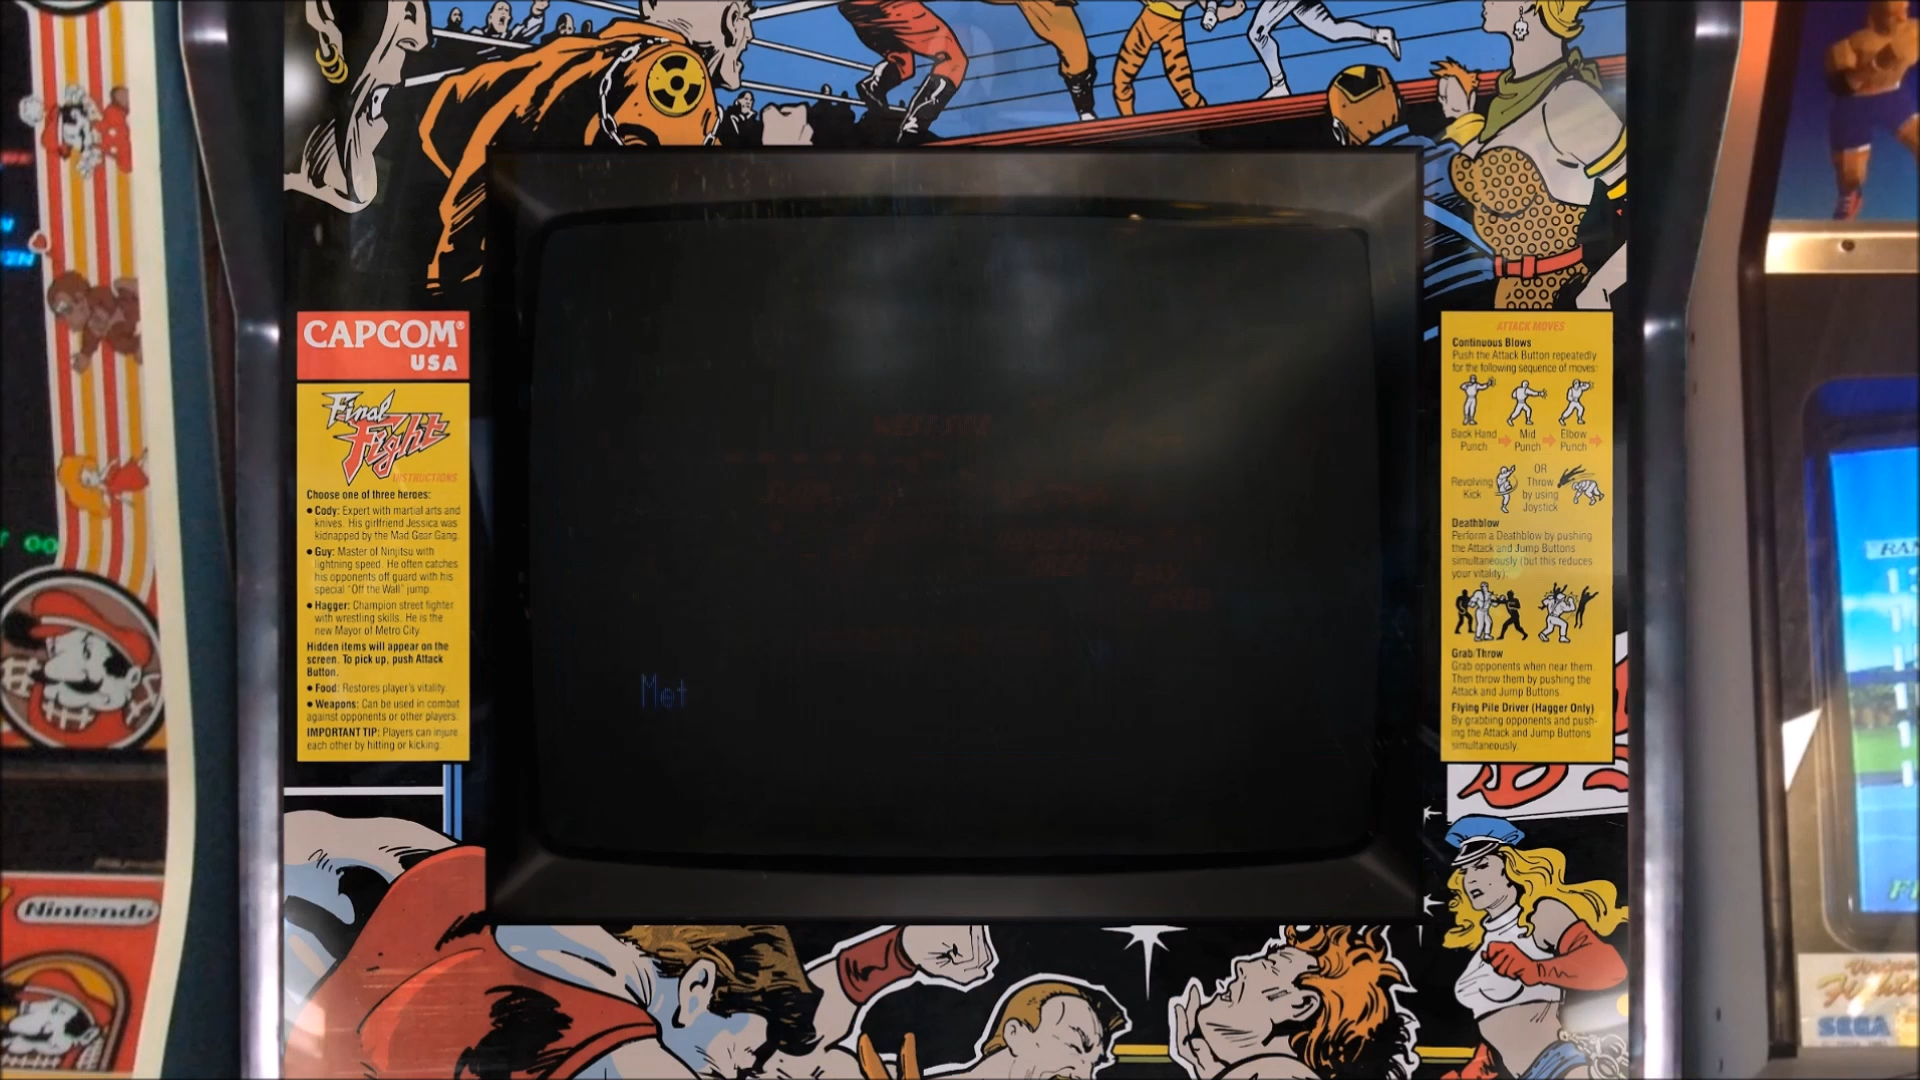 CAPCOM®
USA
Final
Fight
INSTRUCTIONS
Choose one of three heroes:
• Cody: Expert with martial arts and
knives. His girlfriend Jessica was
kidnapped by the Mad Gear Gang.
• Guy: Master of Ninjitsu with
lightning speed. He often catches
his opponents off guard with his
special "Off the Wall" jump.
• Hagger: Champion street fighter
with wrestling skills. He is the
new Mayor of Metro City
Hidden items will appear on the
screen. To pick up, push Attack
Button.
• Food: Restores player's vitality.
• Weapons: Can be used in combat
against opponents or other players.
IMPORTANT TIP: Players can injure
each other by hitting or kicking.
Met
ATTACK MOVES
Continuous Blows
Push the Attack Button repeatedly
for the following sequence of moves:
Back Hand
Punch
Mid
Punch
Elbow
Punch
OR
Revolving
Kick
Throw
by using
Joystick
Deathblow
Perform a Deathblow by pushing
the Attack and Jump Buttons
simultaneously (but this reduces
your vitality).
Grab/Throw
Grab opponents when near them.
Then throw them by pushing the
Attack and Jump Buttons.
Flying Pile Driver (Hagger Only)
By grabbing opponents and push-
ing the Attack and Jump Buttons
simultaneously.
Nintendo
SEGA